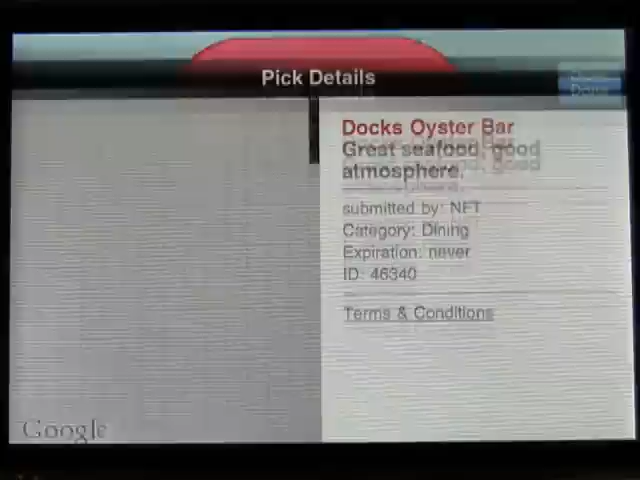 Pick Details
Done
Docks Oyster Bar
Great seafood, good
atmosphere.
submitted by: NFT
Category: Dining
Expiration: never
ID: 46340
Terms & Conditions
Google